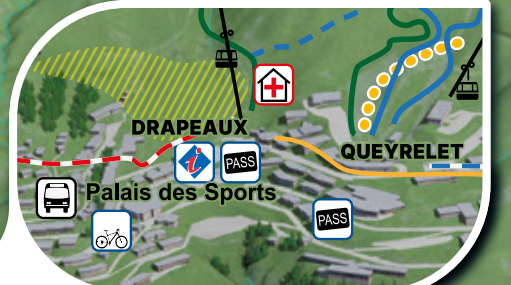 DRAPEAUX
QUEYRELET
i PASS
Palais des Sports
PASS